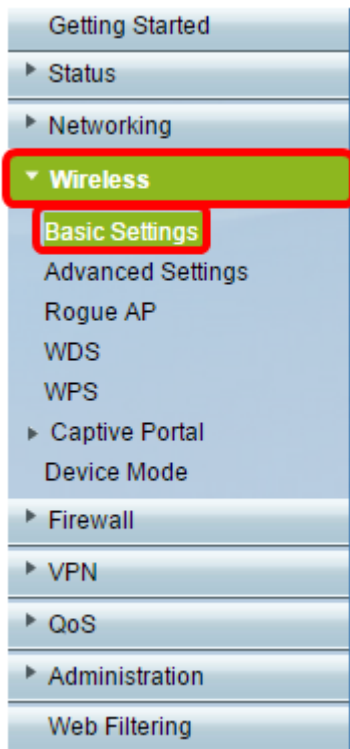 Getting Started
Status
Networking
Wireless
Basic Settings
Advanced Settings
Rogue AP
WDS
WPS
Captive Portal
Device Mode
Firewall
VPN
QoS
Administration
Web Filtering